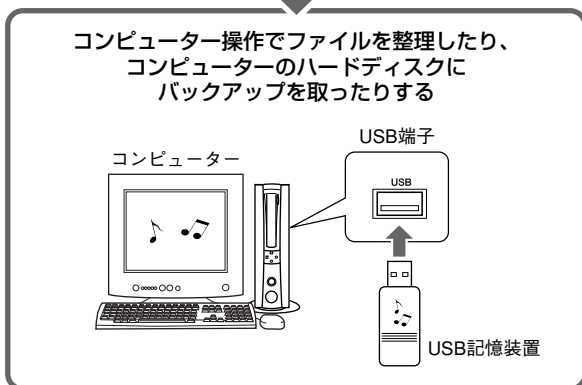 コンピューター操作でファイルを整理したり、
コンピューターのハードディスクに
バックアップを取ったりする
USB端子
コンピューター
USB
USB記憶装置